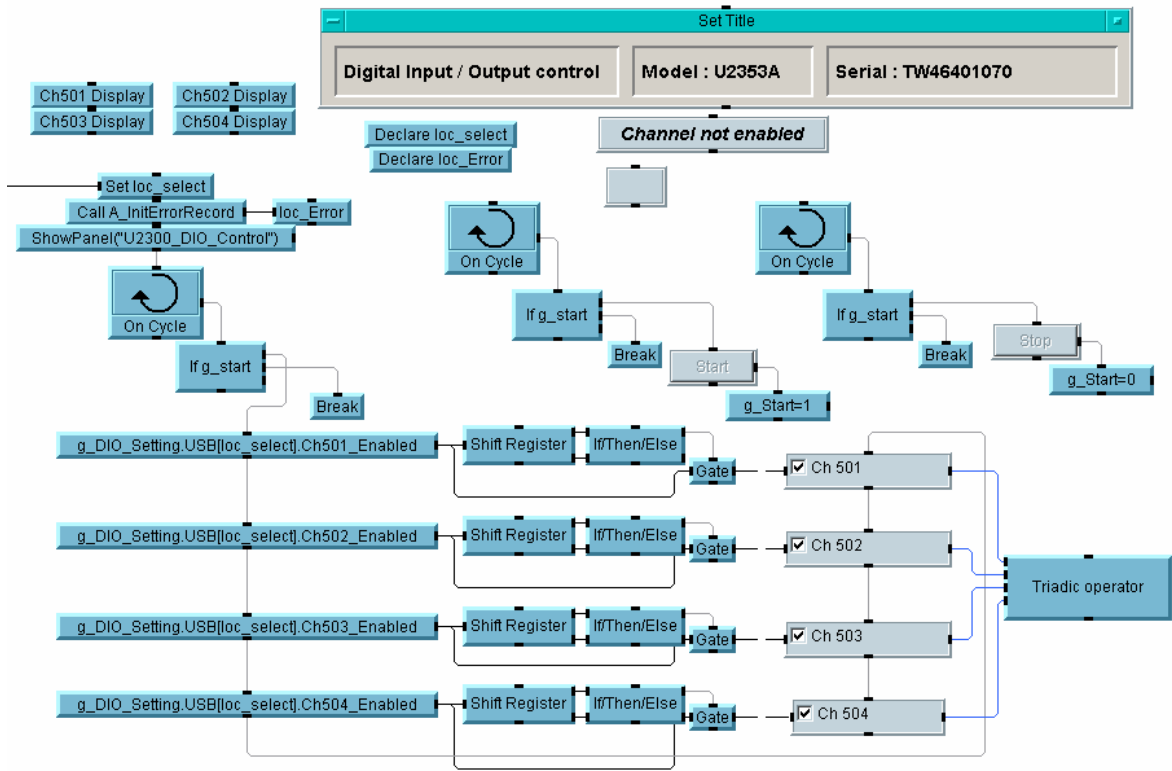 Set Title
Digital Input / Output control
Model : U2353A
Serial : TW46401070
Ch501 Display
Ch502 Display
Ch503 Display
Ch504 Display
Declare loc_select
Declare loc_Error
Channel not enabled
Set loc_select
Call A_InitErrorRecord
loc_Error
ShowPanel("U2300_DIO_Control")
On Cycle
If g_start
Break
On Cycle
If g_start
Break
Start
g_Start=1
On Cycle
If g_start
Break
Stop
g_Start=0
g_DIO_Setting.USB[loc_select].Ch501_Enabled
Shift Register
If/Then/Else
Gate
Ch 501
g_DIO_Setting.USB[loc_select].Ch502_Enabled
Shift Register
If/Then/Else
Gate
Ch 502
Triadic operator
g_DIO_Setting.USB[loc_select].Ch503_Enabled
Shift Register
If/Then/Else
Gate
Ch 503
g_DIO_Setting.USB[loc_select].Ch504_Enabled
Shift Register
If/Then/Else
Gate
Ch 504